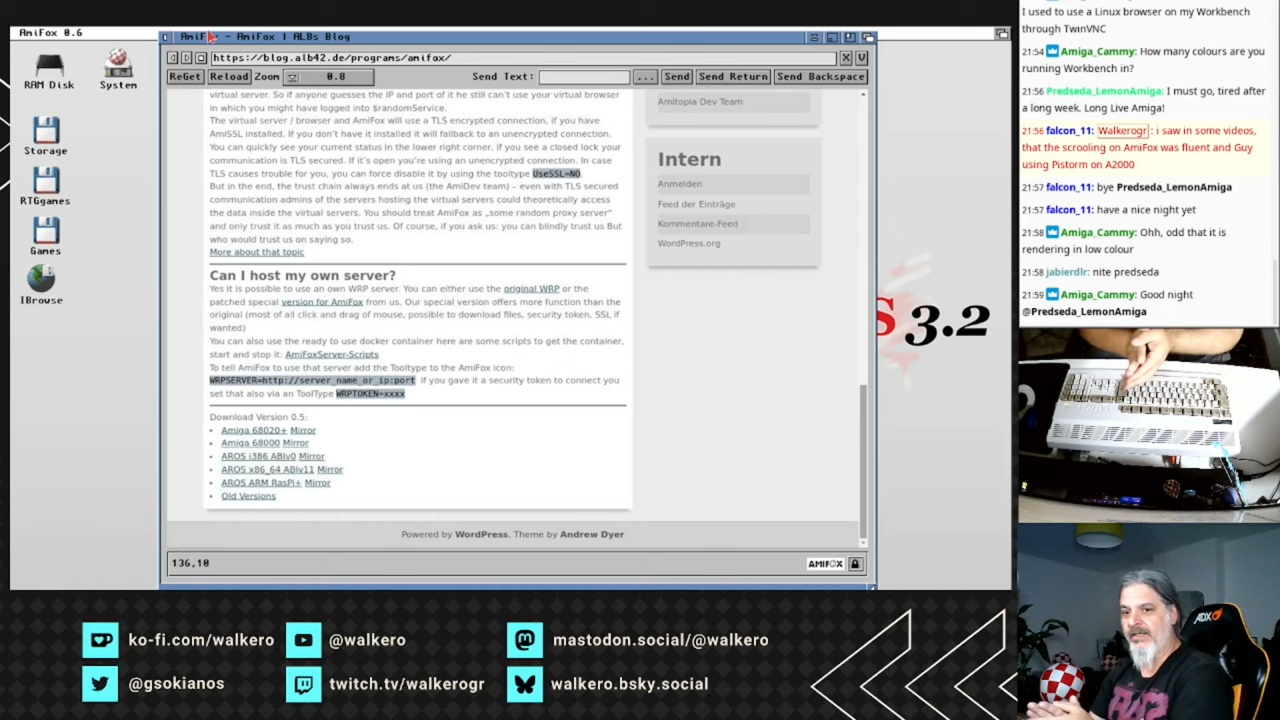 AmiFox 0.6
- AmiFox | ALBs Blog
https://blog.alb42.de/programs/amifox/
ReGet Reload Zoom 0.8 Send Text: ... Send Send Return Send Backspace
RAM Disk
System
Storage
RTGgames
Games
IBrowse
virtual server. So if anyone guesses the IP and port of it he still can't use your virtual browser
in which you might have logged into $randomService.
The virtual server / browser and AmiFox use a TLS encrypted connection, if you have
AmiSSL installed. If you don't have it installed it will fallback to an unencrypted connection.
You can quickly see your current status in the lower right corner, if you see a closed lock your
communication is TLS secured. If it's open you're using an unencrypted connection. In case
TLS causes trouble for you, you can force disable it by using the tooltype UseSSL=NO.
But in the end, the trust chain always ends at us (the AmiDev team) – even with TLS secured
communication admins of the servers hosting the virtual servers could theoretically access
the data inside the virtual servers. You should treat AmiFox as „some random proxy server"
and only trust it as much as you trust us. Of course, if you ask us: you can blindly trust us But
who would trust us on saying so.
More about that topic
Can I host my own server?
Yes it is possible to use an own WRP server. You can either use the original WRP or the
patched special version for AmiFox from us. Our special version offers more function than the
original (most of all click and drag of mouse, possible to download files, security token, SSL if
wanted)
You can also use the ready to use docker container here are some scripts to get the container,
start and stop it: AmiFoxServer-Scripts
To tell AmiFox to use that server add the Tooltype to the AmiFox icon:
WRPSERVER=http://server_name_or_ip:port if you gave it a security token to connect you
set that also via an ToolType WRPTOKEN=xxxx
Download Version 0.5:
Amiga 68020+ Mirror
Amiga 68000 Mirror
AROS i386 ABIv0 Mirror
AROS x86_64 ABIv11 Mirror
AROS ARM RasPi+ Mirror
Old Versions
Amitopia Dev Team
Intern
Anmelden
Feed der Einträge
Kommentare-Feed
WordPress.org
Powered by WordPress, Theme by Andrew Dyer
136,10
AMIFOX
S 3.2
I used to use a Linux browser on my Workbench
through TwinVNC
21:54 Amiga_Cammy: How many colours are you
running Workbench in?
21:56 Predseda_LemonAmiga: I must go, tired after
a long week. Long Live Amiga!
21:56 falcon_11: Walkerogr : i saw in some videos,
that the scrooling on AmiFox was fluent and Guy
using Pistorm on A2000
21:57 falcon_11: bye Predseda_LemonAmiga
21:57 falcon_11: have a nice night yet
21:58 Amiga_Cammy: Ohh, odd that it is
rendering in low colour
21:58 jabierdlr: nite predseda
21:59 Amiga_Cammy: Good night
@Predseda_LemonAmiga
ADX
ko-fi.com/walkero
@walkero
mastodon.social/@walkero
@gsokianos
twitch.tv/walkerogr
walkero.bsky.social